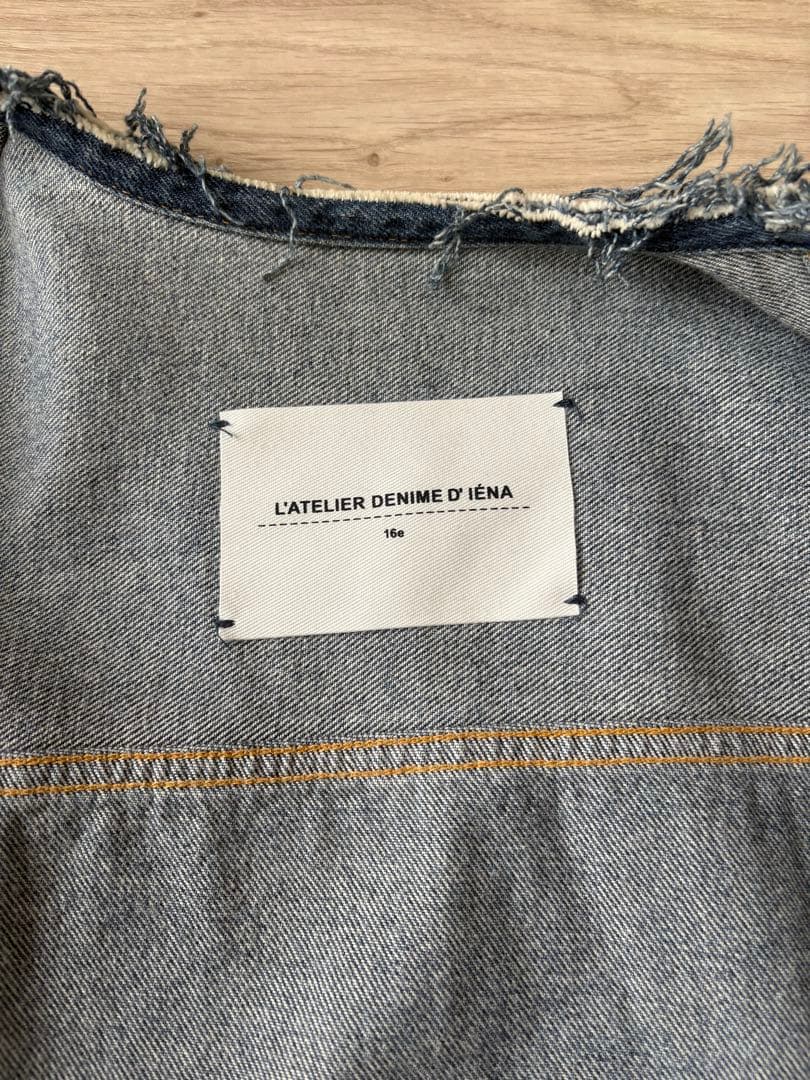 L'ATELIER DENIME D' IÉNA
16e